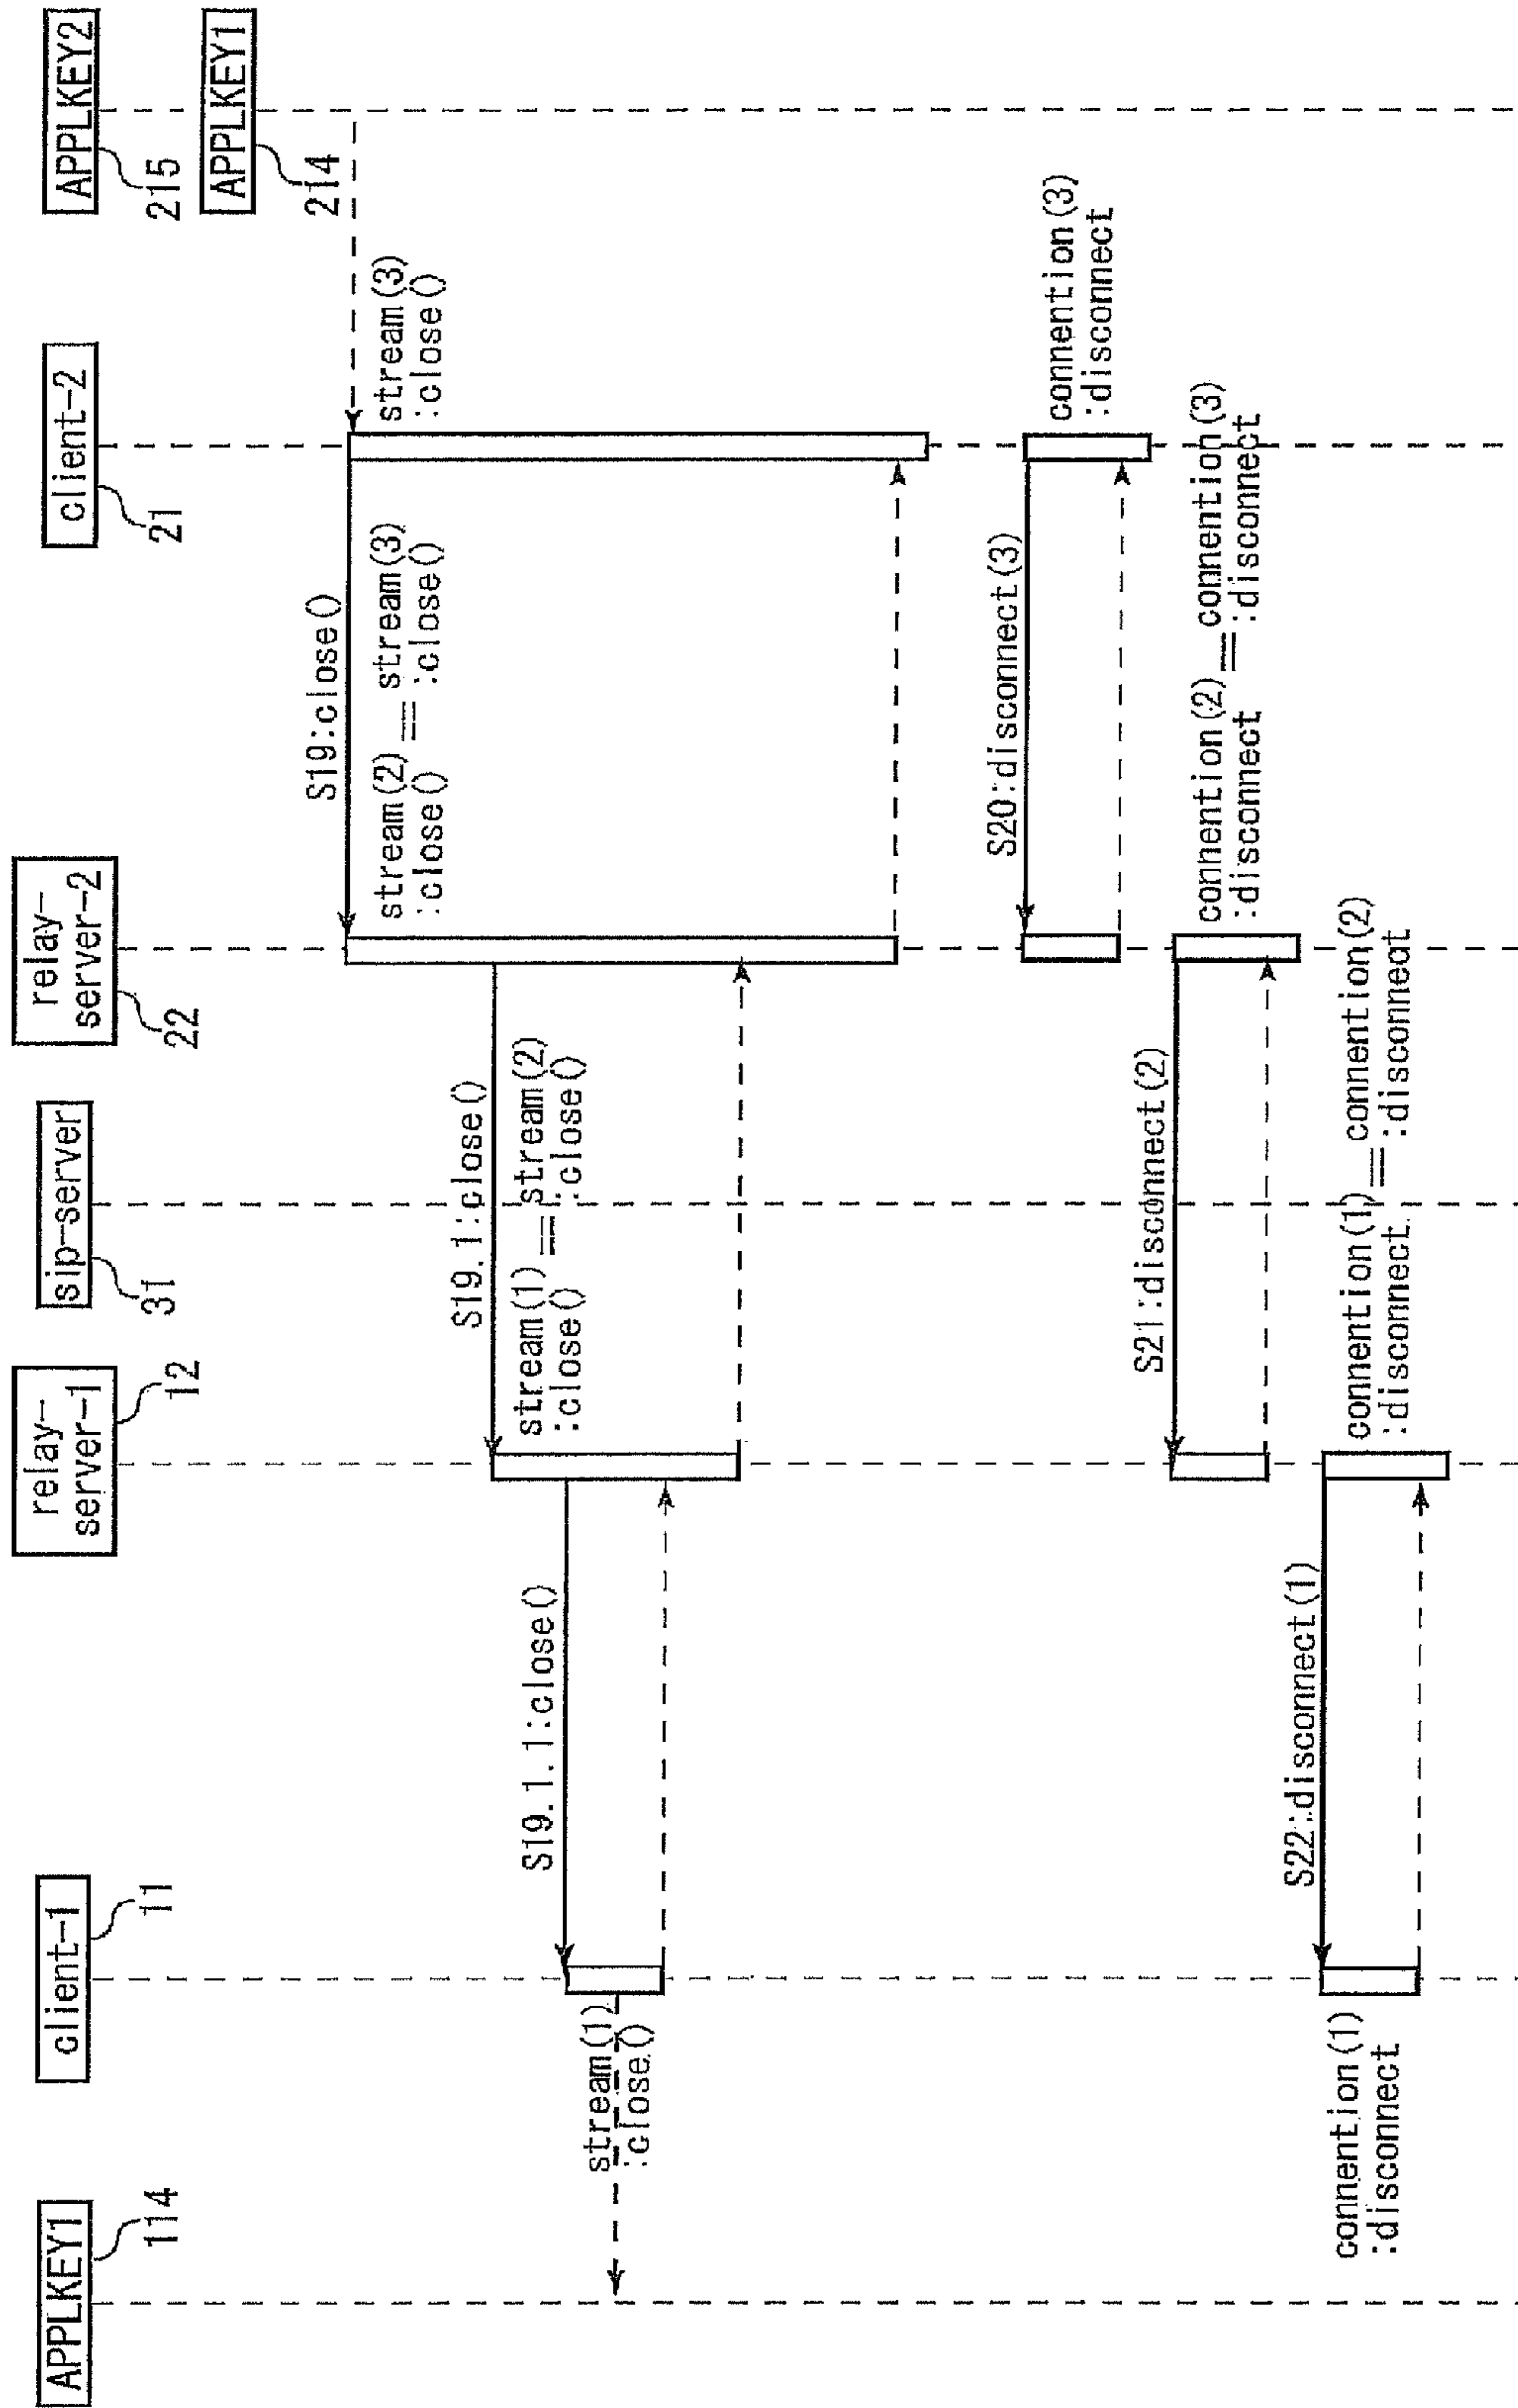 APPLKEY1
114
client-1
11
relay-
server-1
12
sip-server
31
relay-
server-2
22
client-2
21
APPLKEY2
215
APPLKEY1
214
S19:close()
stream(3)
:close()
stream(2) == stream(3)
:close() :close()
S19.1:close()
stream(1) == stream(2)
:close() :close()
S19.1.1:close()
stream(1)
:close()
S20:disconnect(3)
connention(3)
:disconnect
S21:disconnect(2)
connention(2) == connention(3)
:disconnect :disconnect
S22:disconnect(1)
connention(1) == connention(2)
:disconnect :disconnect
connention(1)
:disconnect